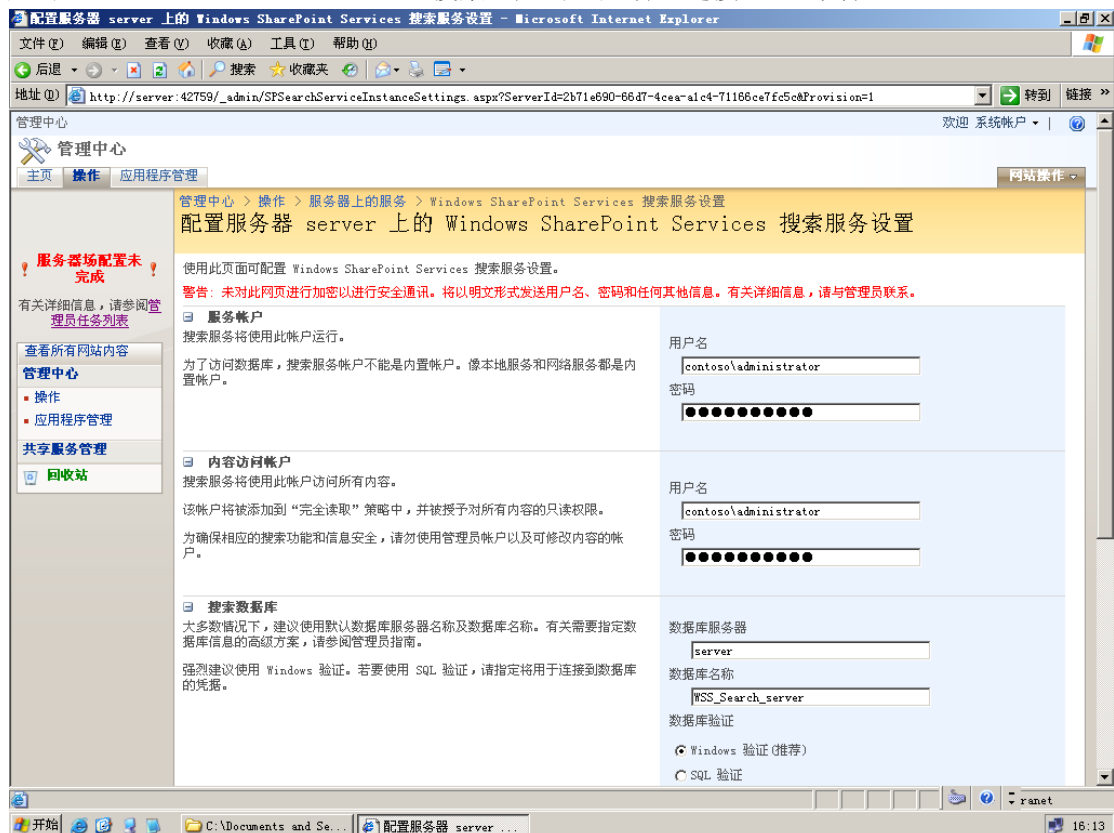 配置服务器 server 上的 Windows SharePoint Services 搜索服务设置 - Microsoft Internet Explorer
文件(F) 编辑(E) 查看(V) 收藏(A) 工具(T) 帮助(H)
后退 搜索 收藏夹
地址(D) http://server:42759/_admin/SPSearchServiceInstanceSettings.aspx?ServerId=2b71e690-66d7-4cea-a1c4-71166ce7fc5c&Provision=1 转到 链接 »
管理中心 欢迎 系统帐户
管理中心
主页 操作 应用程序管理 网站操作
管理中心 > 操作 > 服务器上的服务 > Windows SharePoint Services 搜索服务设置
配置服务器 server 上的 Windows SharePoint Services 搜索服务设置
服务器场配置未完成
有关详细信息，请参阅管理员任务列表
查看所有网站内容
管理中心
操作
应用程序管理
共享服务管理
回收站
使用此页面可配置 Windows SharePoint Services 搜索服务设置。
警告: 未对此网页进行加密以进行安全通讯。将以明文形式发送用户名、密码和任何其他信息。有关详细信息，请与管理员联系。
服务帐户
搜索服务将使用此帐户运行。
为了访问数据库，搜索服务帐户不能是内置帐户。像本地服务和网络服务都是内
置帐户。
用户名
contoso\administrator
密码
●●●●●●●●●●
内容访问帐户
搜索服务将使用此帐户访问所有内容。
该帐户将被添加到“完全读取”策略中，并被授予对所有内容的只读权限。
为确保相应的搜索功能和信息安全，请勿使用管理员帐户以及可修改内容的帐
户。
用户名
contoso\administrator
密码
●●●●●●●●●●
搜索数据库
大多数情况下，建议使用默认数据库服务器名称及数据库名称。有关需要指定数
据库信息的高级方案，请参阅管理员指南。
强烈建议使用 Windows 验证。若要使用 SQL 验证，请指定将用于连接到数据库
的凭据。
数据库服务器
server
数据库名称
WSS_Search_server
数据库验证
Windows 验证(推荐)
SQL 验证
ranet
开始 C:\Documents and Se... 配置服务器 server ... 16:13